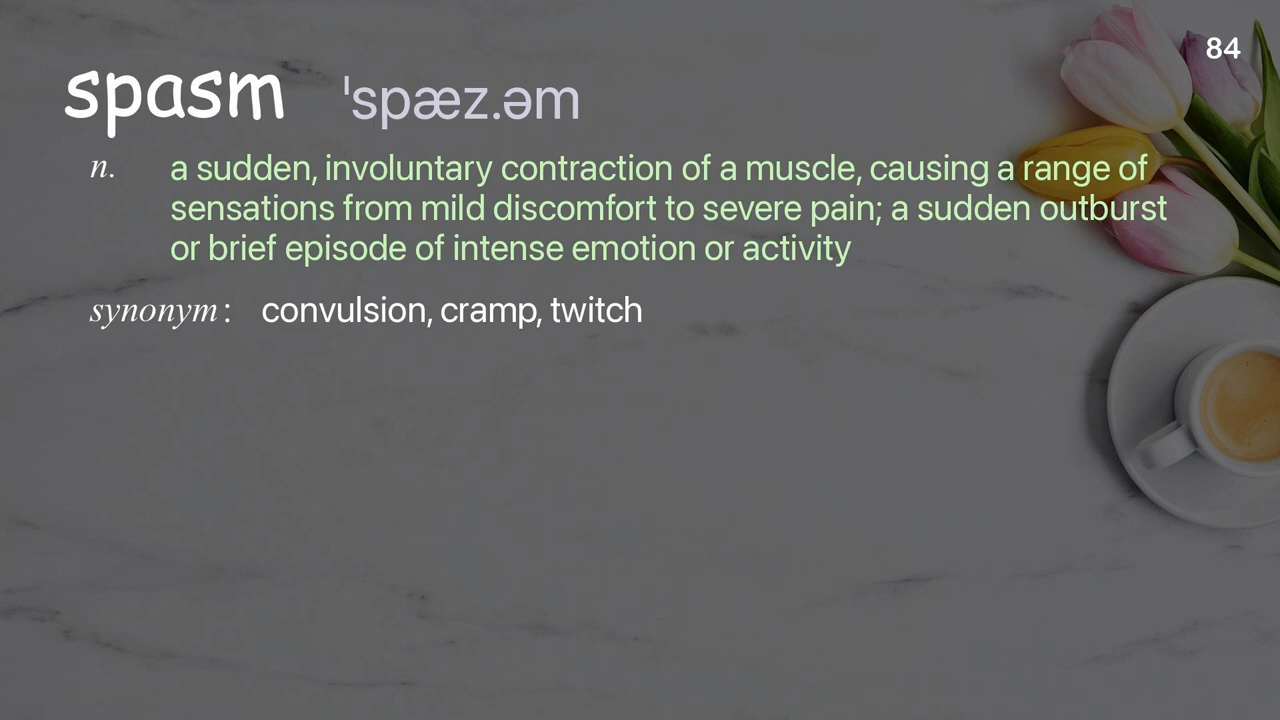 84
spasm ˈspæz.əm
n. a sudden, involuntary contraction of a muscle, causing a range of
sensations from mild discomfort to severe pain; a sudden outburst
or brief episode of intense emotion or activity
synonym: convulsion, cramp, twitch